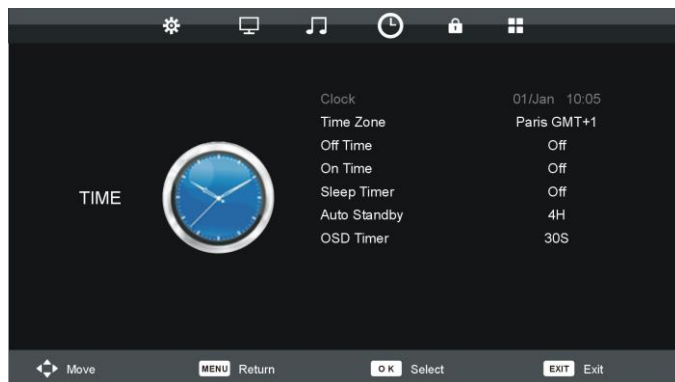 Clock 01/Jan 10:05
Time Zone Paris GMT+1
Off Time Off
On Time Off
TIME
Sleep Timer Off
Auto Standby 4H
OSD Timer 30S
Move MENU Return OK Select EXIT Exit